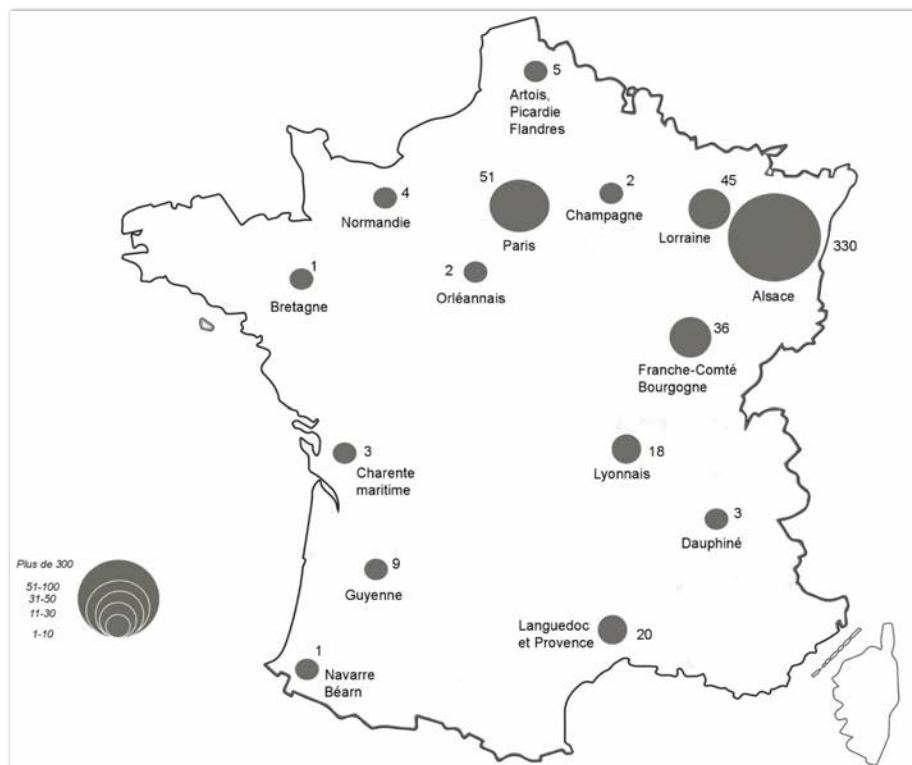 5
Artois,
Picardie
Flandres
4
Normandie
51
Paris
2
Champagne
45
Lorraine
330
Alsace
1
Bretagne
2
Orléannais
36
Franche-Comté
Bourgogne
3
Charente
maritime
18
Lyonnais
3
Dauphiné
9
Guyenne
Languedoc
et Provence
20
1
Navarre
Béarn
Plus de 300
51-100
31-50
11-30
1-10